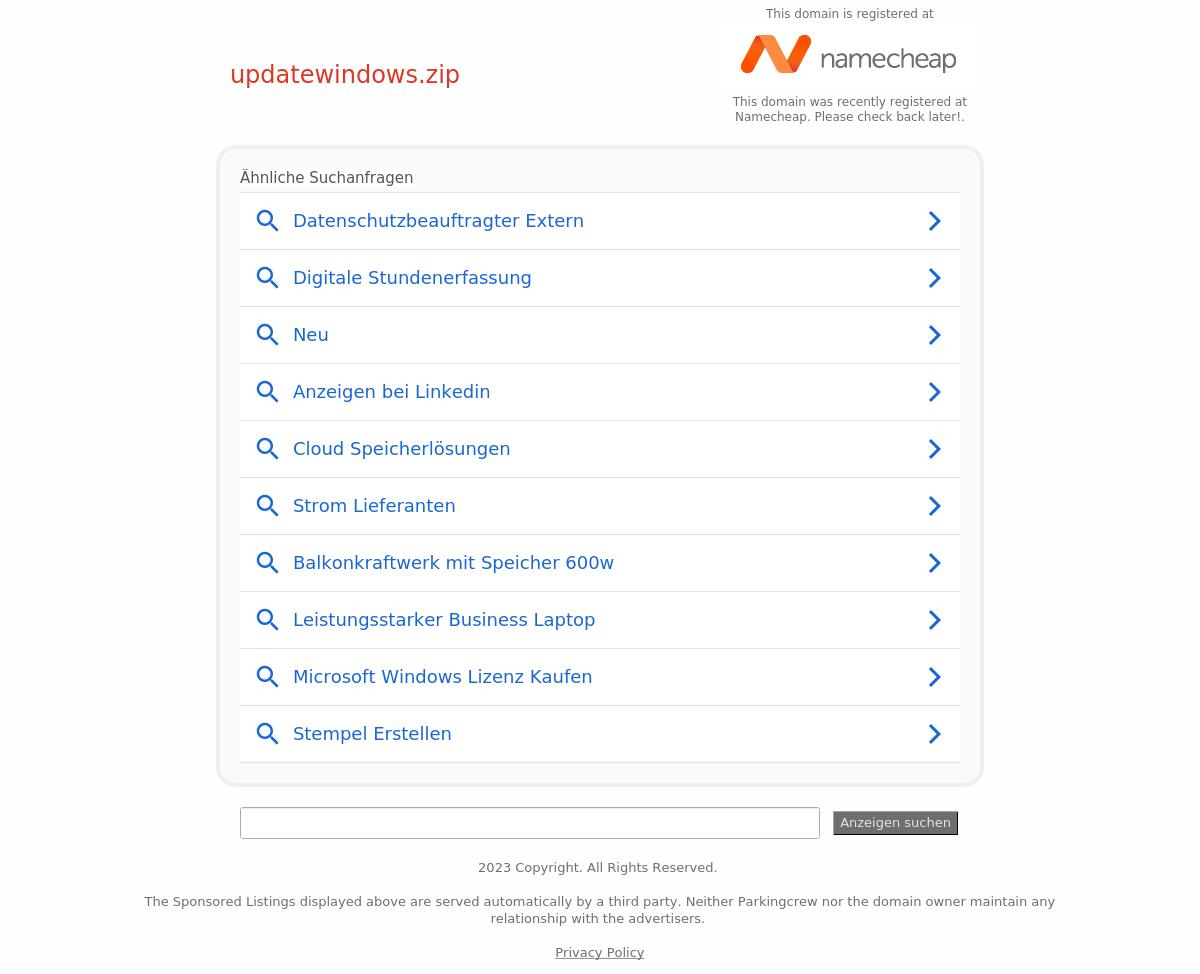 This domain is registered at
namecheap
updatewindows.zip
This domain was recently registered at
Namecheap. Please check back later!.
Ähnliche Suchanfragen
Datenschutzbeauftragter Extern
Digitale Stundenerfassung
Neu
Anzeigen bei Linkedin
Cloud Speicherlösungen
Strom Lieferanten
Balkonkraftwerk mit Speicher 600w
Leistungsstarker Business Laptop
Microsoft Windows Lizenz Kaufen
Stempel Erstellen
Anzeigen suchen
2023 Copyright. All Rights Reserved.
The Sponsored Listings displayed above are served automatically by a third party. Neither Parkingcrew nor the domain owner maintain any
relationship with the advertisers.
Privacy Policy